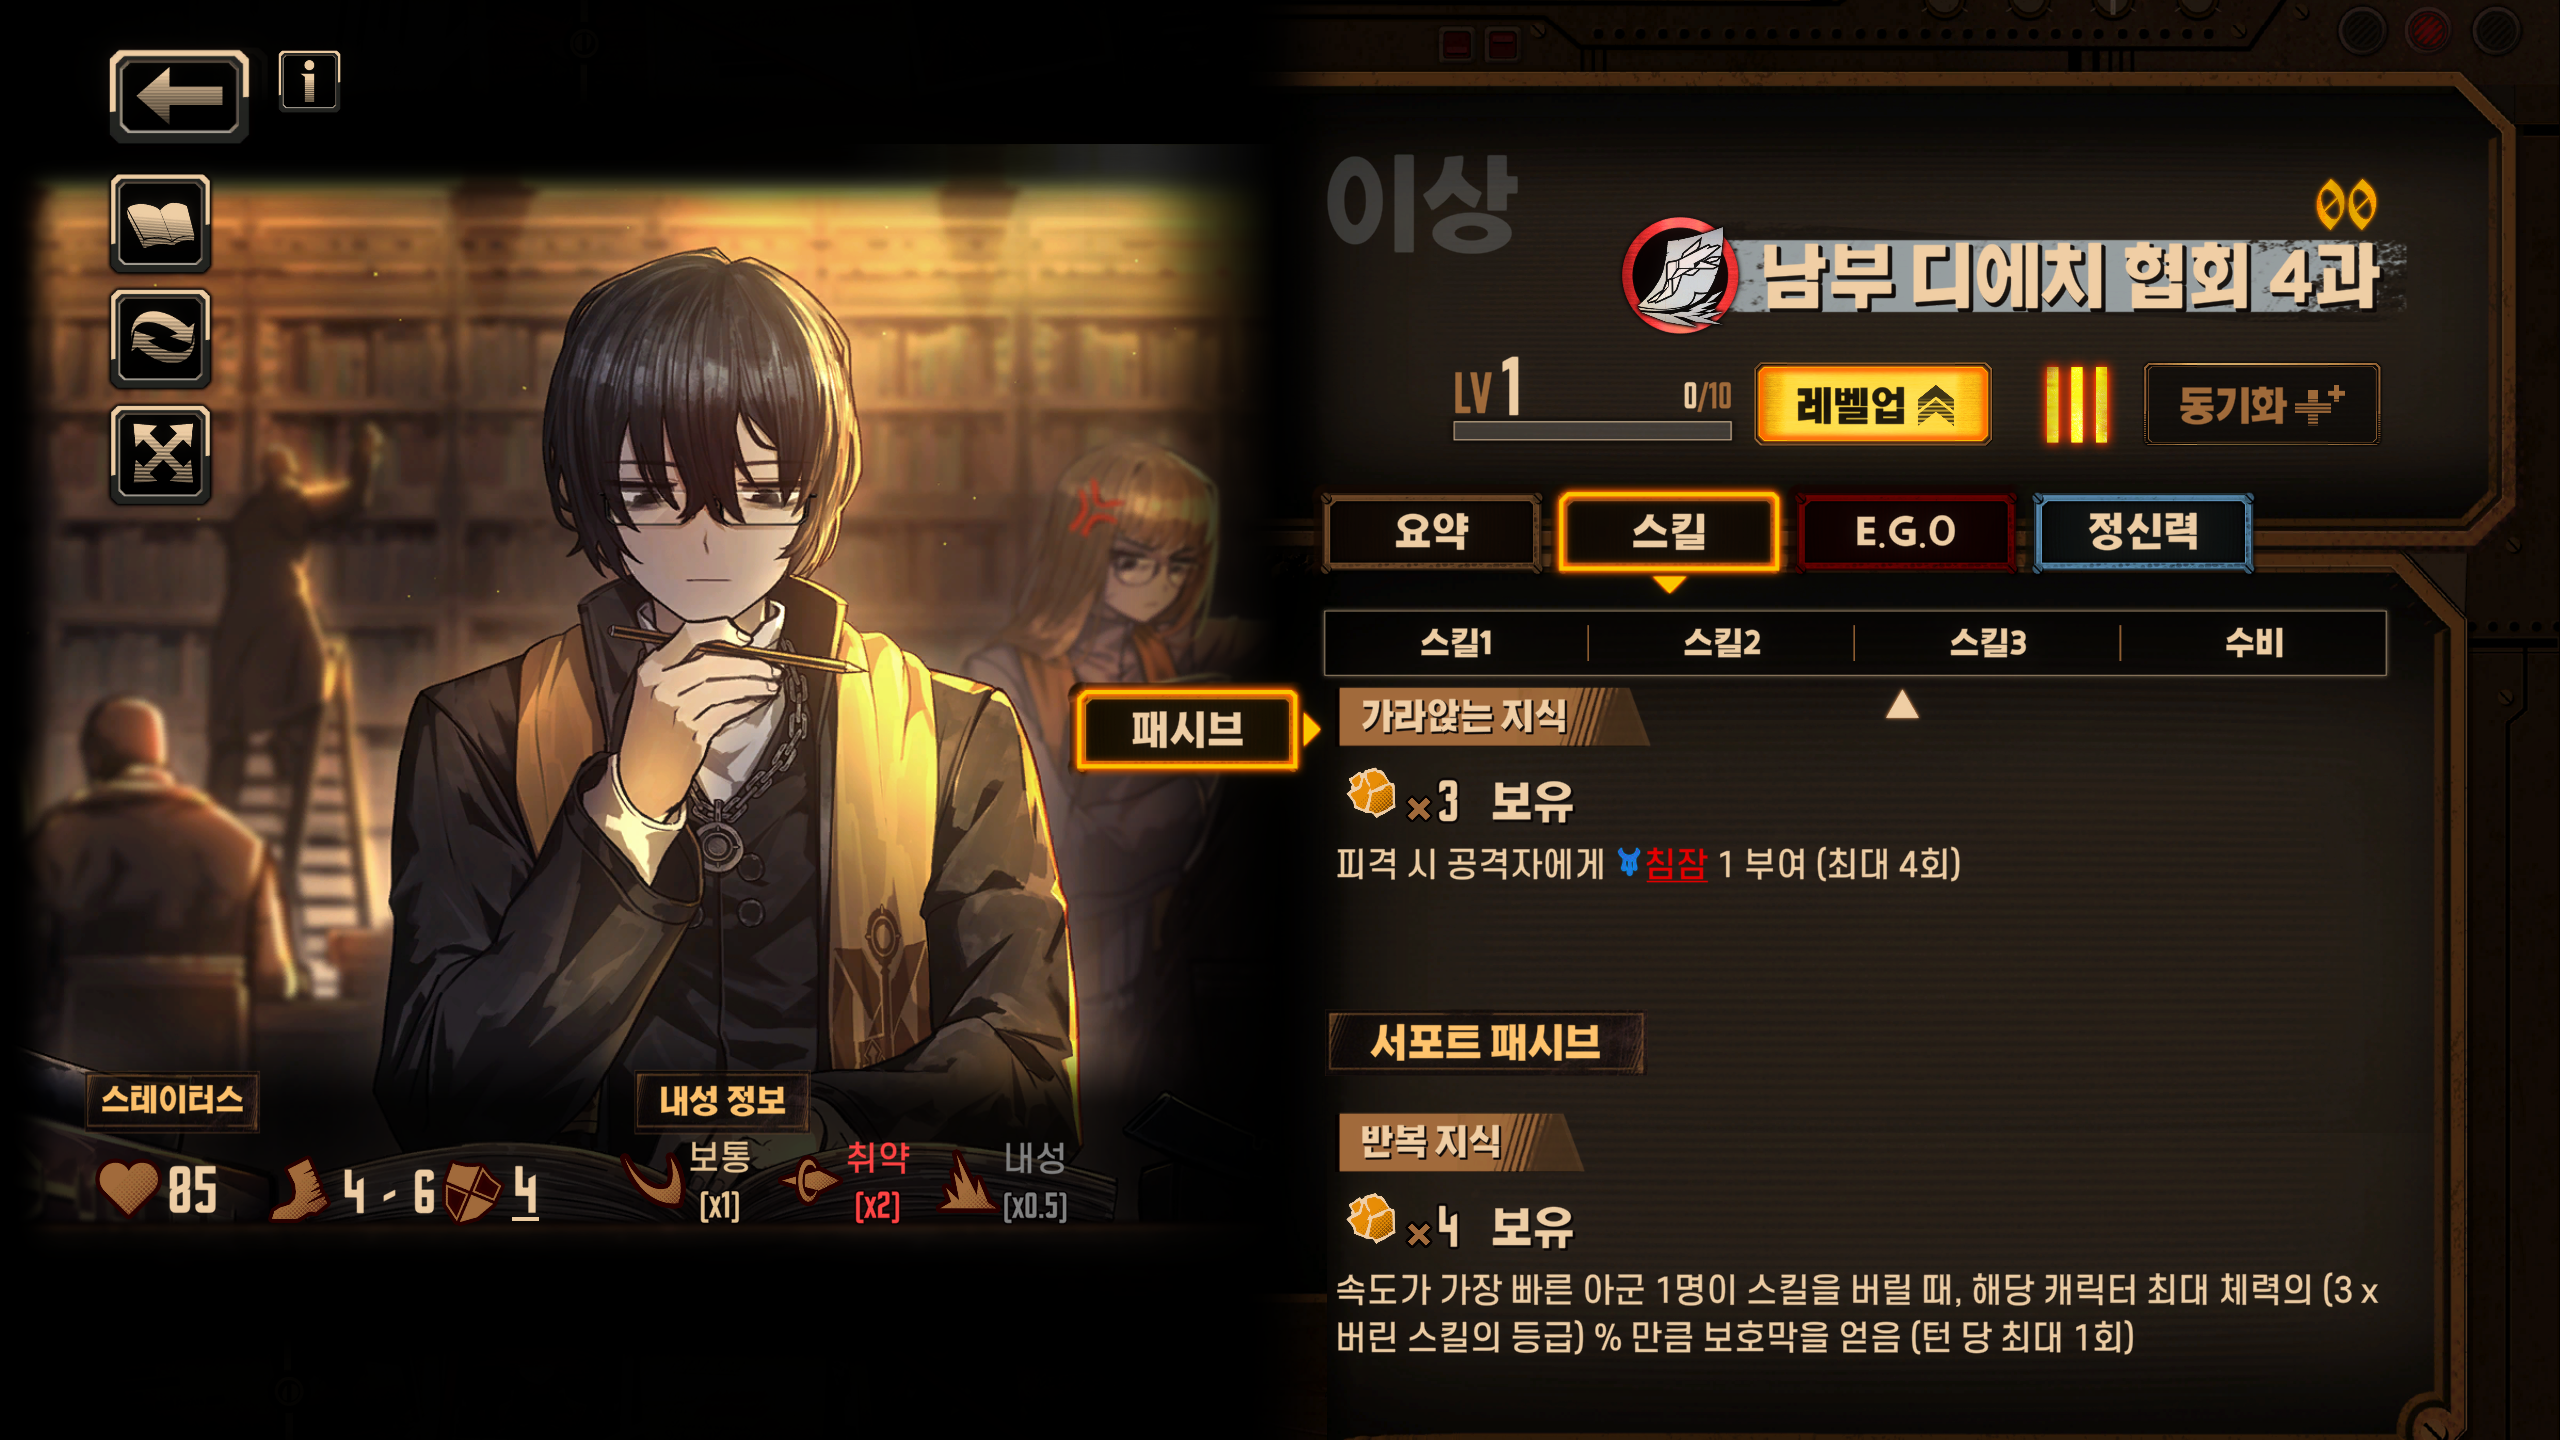 이상
00
남부 디에치 협회 4과
LV 1
0/10
레벨업
동기화
요약
스킬
E.G.O
정신력
스킬1
스킬2
스킬3
수비
패시브
가라앉는 지식
×3 보유
피격 시 공격자에게 침잠 1 부여 (최대 4회)
서포트 패시브
반복 지식
×4 보유
속도가 가장 빠른 아군 1명이 스킬을 버릴 때, 해당 캐릭터 최대 체력의 (3 x
버린 스킬의 등급) % 만큼 보호막을 얻음 (턴 당 최대 1회)
스테이터스
85
4 - 6
4
내성 정보
보통
[x1]
취약
[x2]
내성
[x0.5]